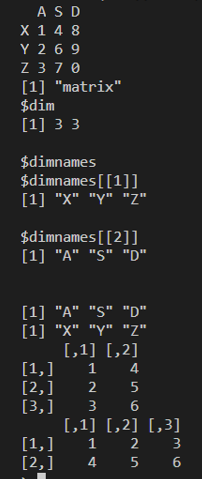 A S D
X 1 4 8
Y 2 6 9
Z 3 7 0
[1] "matrix"
$dim
[1] 3 3

$dimnames
$dimnames[[1]]
[1] "X" "Y" "Z"

$dimnames[[2]]
[1] "A" "S" "D"


[1] "A" "S" "D"
[1] "X" "Y" "Z"
     [,1] [,2]
[1,]    1    4
[2,]    2    5
[3,]    3    6
     [,1] [,2] [,3]
[1,]    1    2    3
[2,]    4    5    6
>